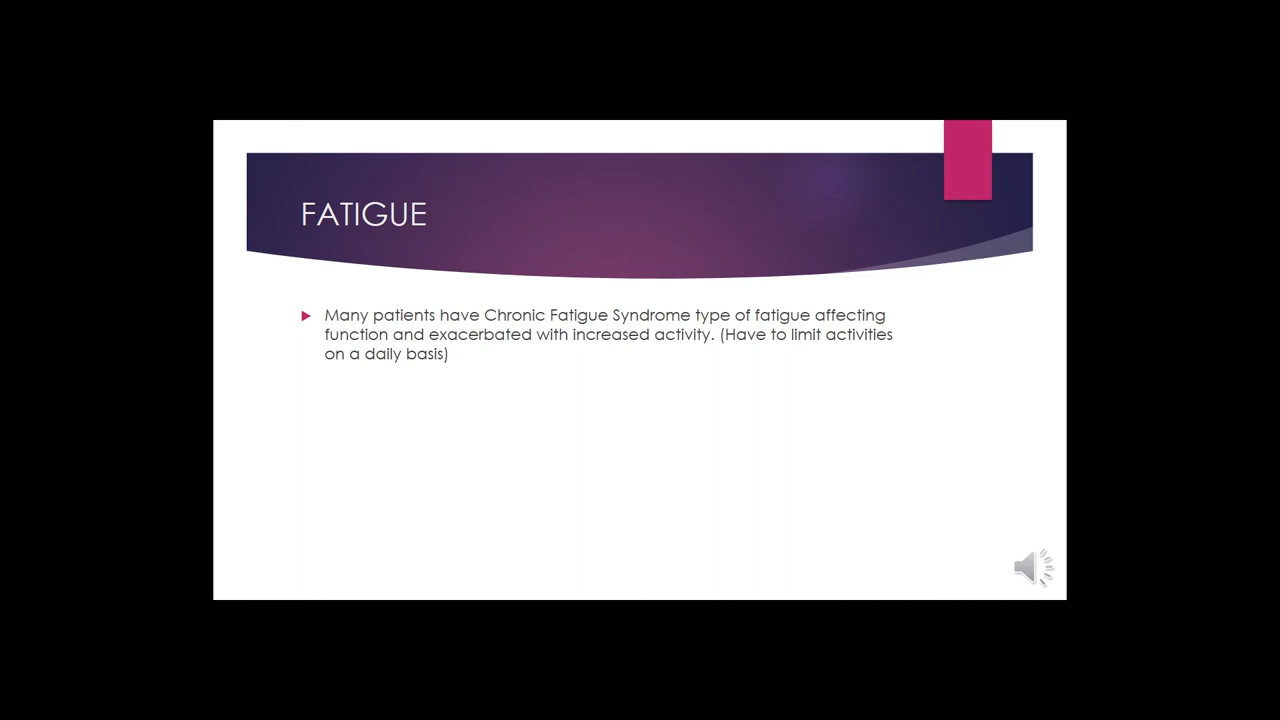 FATIGUE
Many patients have Chronic Fatigue Syndrome type of fatigue affecting
function and exacerbated with increased activity. (Have to limit activities
on a daily basis)